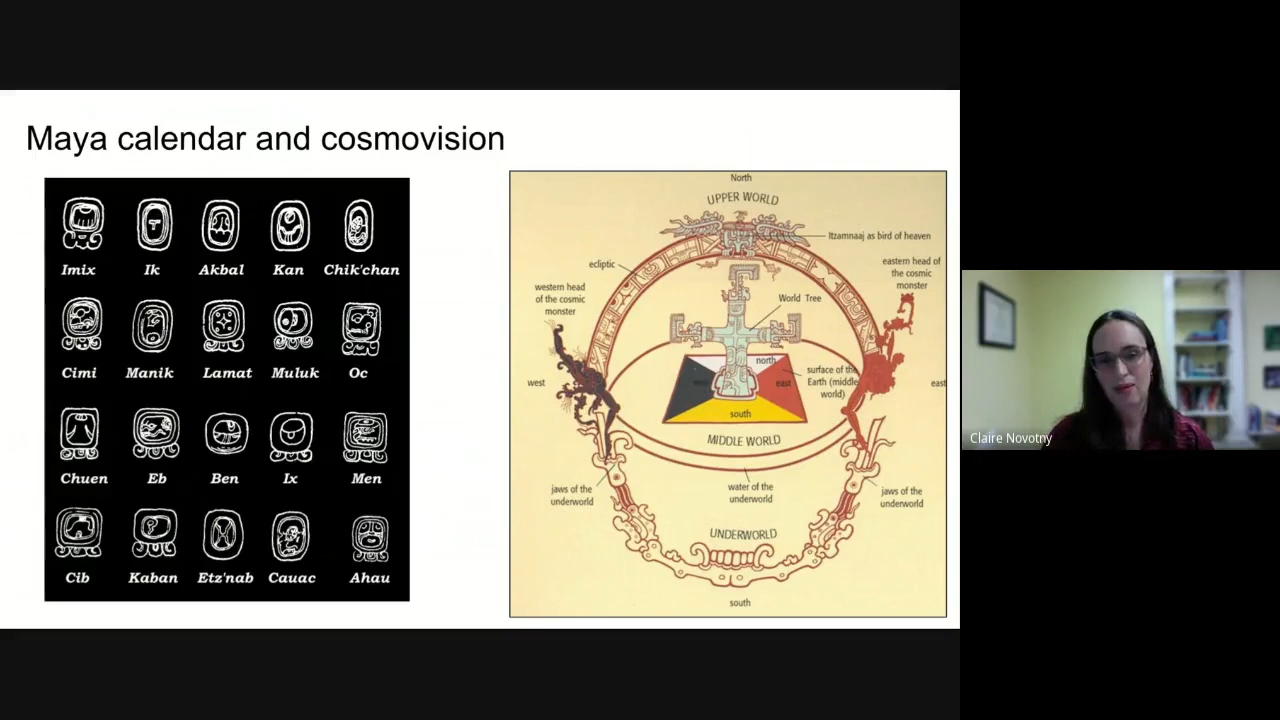 Maya calendar and cosmovision
Imix Ik Akbal Kan Chik'chan
Cimi Manik Lamat Muluk Oc
Chuen Eb Ben Ix Men
Cib Kaban Etz'nab Cauac Ahau
North
UPPER WORLD
Itzamnaaj as bird of heaven
ecliptic
eastern head of
the cosmic
monster
western head
of the cosmic
monster
World Tree
north
surface of the
Earth (middle
world)
west
east
east
south
MIDDLE WORLD
jaws of the
underworld
water of the
underworld
jaws of the
underworld
UNDERWORLD
south
Claire Novotny